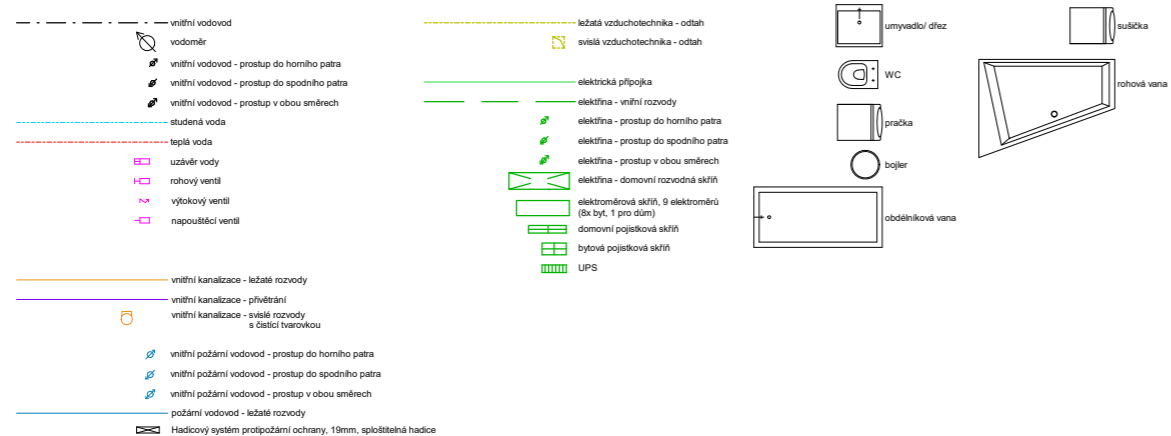 vnitřní vodovod
vodoměr
vnitřní vodovod - prostup do horního patra
vnitřní vodovod - prostup do spodního patra
vnitřní vodovod - prostup v obou směrech
studená voda
teplá voda
uzávěr vody
rohový ventil
výtokový ventil
napouštěcí ventil
vnitřní kanalizace - ležaté rozvody
vnitřní kanalizace - přivětrání
vnitřní kanalizace - svislé rozvody
s čistící tvarovkou
vnitřní požární vodovod - prostup do horního patra
vnitřní požární vodovod - prostup do spodního patra
vnitřní požární vodovod - prostup v obou směrech
požární vodovod - ležaté rozvody
Hadicový systém protipožární ochrany, 19mm, sploštitelná hadice
ležatá vzduchotechnika - odtah
svislá vzduchotechnika - odtah
elektrická přípojka
elektřina - vniřní rozvody
elektřina - prostup do horního patra
elektřina - prostup do spodního patra
elektřina - prostup v obou směrech
elektřina - domovní rozvodná skříň
elektroměrová skříň, 9 elektroměrů
(8x byt, 1 pro dům)
domovní pojistková skříň
bytová pojistková skříň
UPS
umyvadlo/ dřez
WC
pračka
bojler
obdélníková vana
sušička
rohová vana